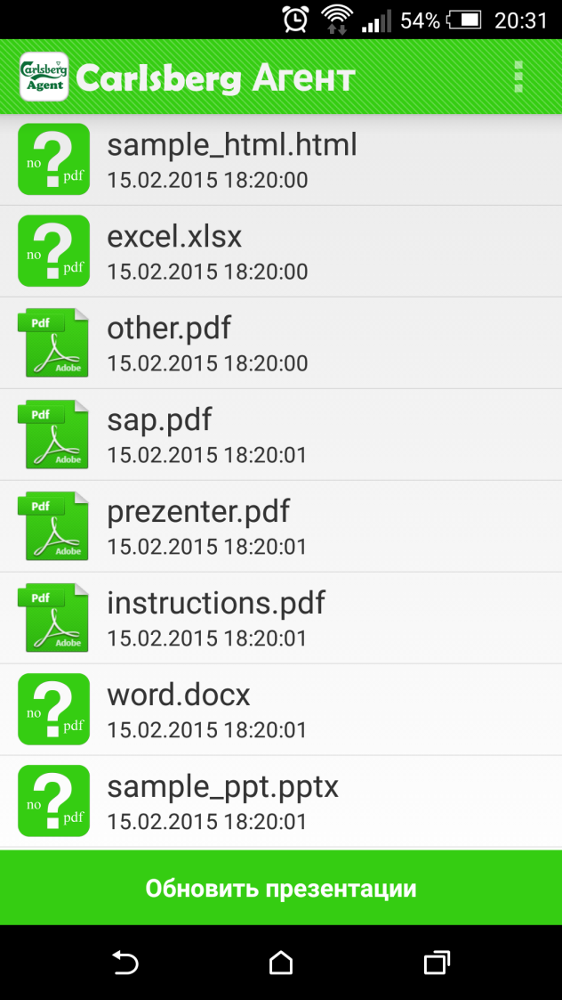 54% 20:31
Carlsberg Agent Carlsberg Агент
no ? pdf sample_html.html
15.02.2015 18:20:00
no ? pdf excel.xlsx
15.02.2015 18:20:00
Pdf Adobe other.pdf
15.02.2015 18:20:00
Pdf Adobe sap.pdf
15.02.2015 18:20:01
Pdf Adobe prezenter.pdf
15.02.2015 18:20:01
Pdf Adobe instructions.pdf
15.02.2015 18:20:01
no ? pdf word.docx
15.02.2015 18:20:01
no ? pdf sample_ppt.pptx
15.02.2015 18:20:01
Обновить презентации